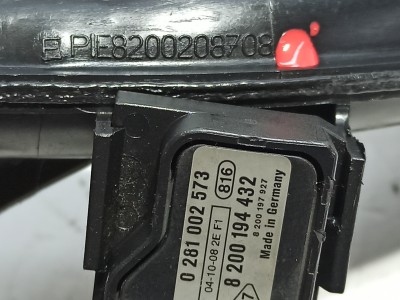 PIE8200208708
0 281 002 573
816
04-10-08 2E F1
8 200 194 432
Made in Germany
8 200 197 927